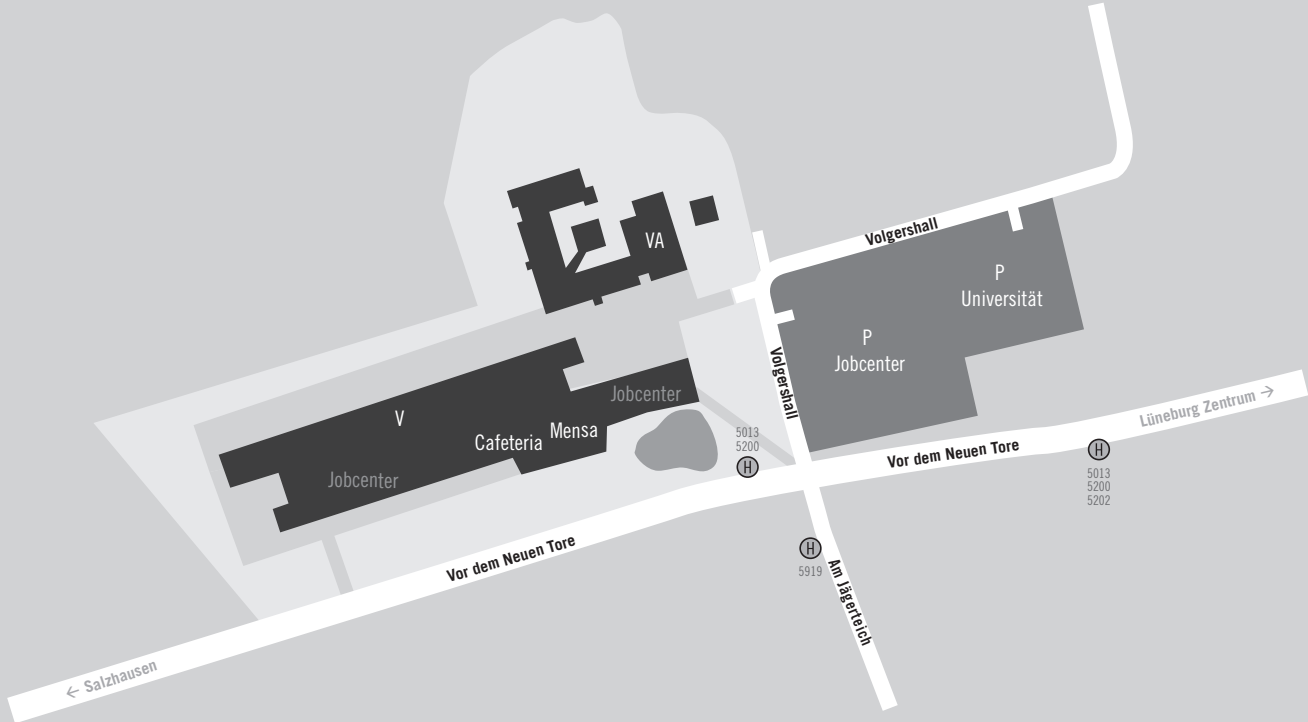 VA
Volgershall
P
Universität
P
Jobcenter
Volgershall
Jobcenter
V
Cafeteria
Mensa
Jobcenter
5013
5200
H
Vor dem Neuen Tore
Lüneburg Zentrum →
H
5013
5200
5202
H
5919
Am Jägerteich
Vor dem Neuen Tore
← Salzhausen